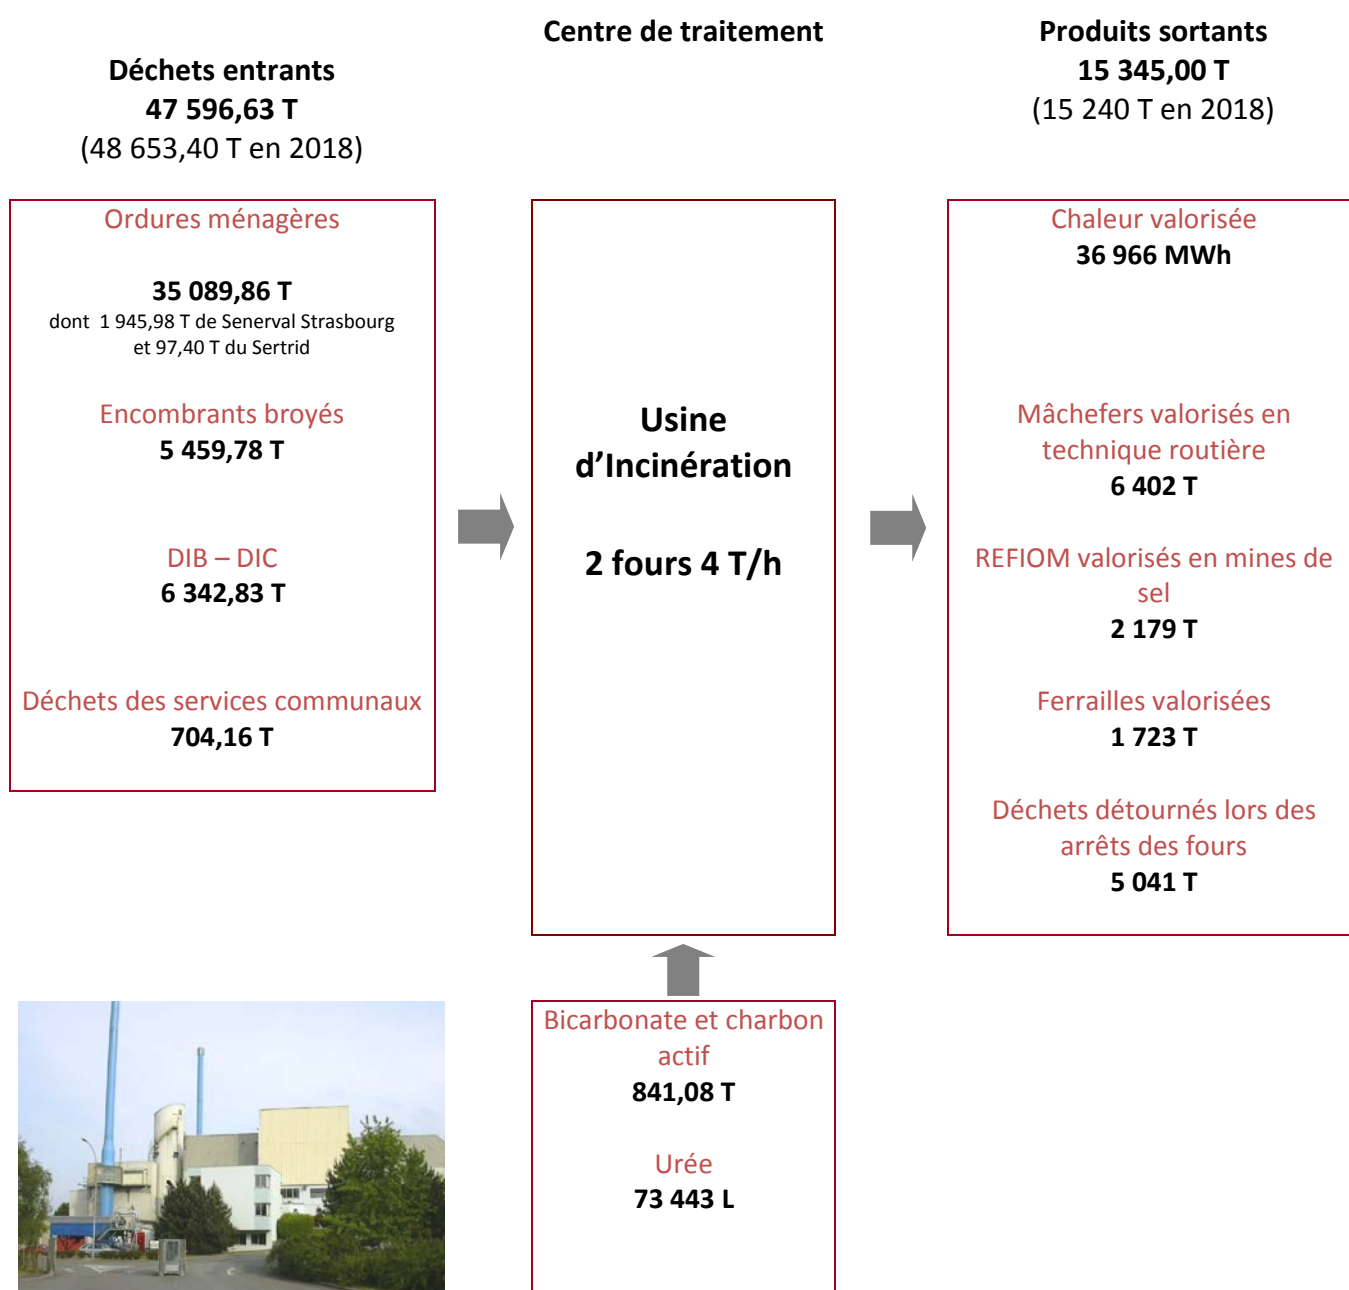 Centre de traitement
Déchets entrants
47 596,63 T
(48 653,40 T en 2018)
Produits sortants
15 345,00 T
(15 240 T en 2018)
Ordures ménagères
35 089,86 T
dont 1 945,98 T de Senerval Strasbourg
et 97,40 T du Sertrid
Encombrants broyés
5 459,78 T
DIB – DIC
6 342,83 T
Déchets des services communaux
704,16 T
Usine
d’Incinération
2 fours 4 T/h
Chaleur valorisée
36 966 MWh
Mâchefers valorisés en
technique routière
6 402 T
REFIOM valorisés en mines de
sel
2 179 T
Ferrailles valorisées
1 723 T
Déchets détournés lors des
arrêts des fours
5 041 T
Bicarbonate et charbon
actif
841,08 T
Urée
73 443 L